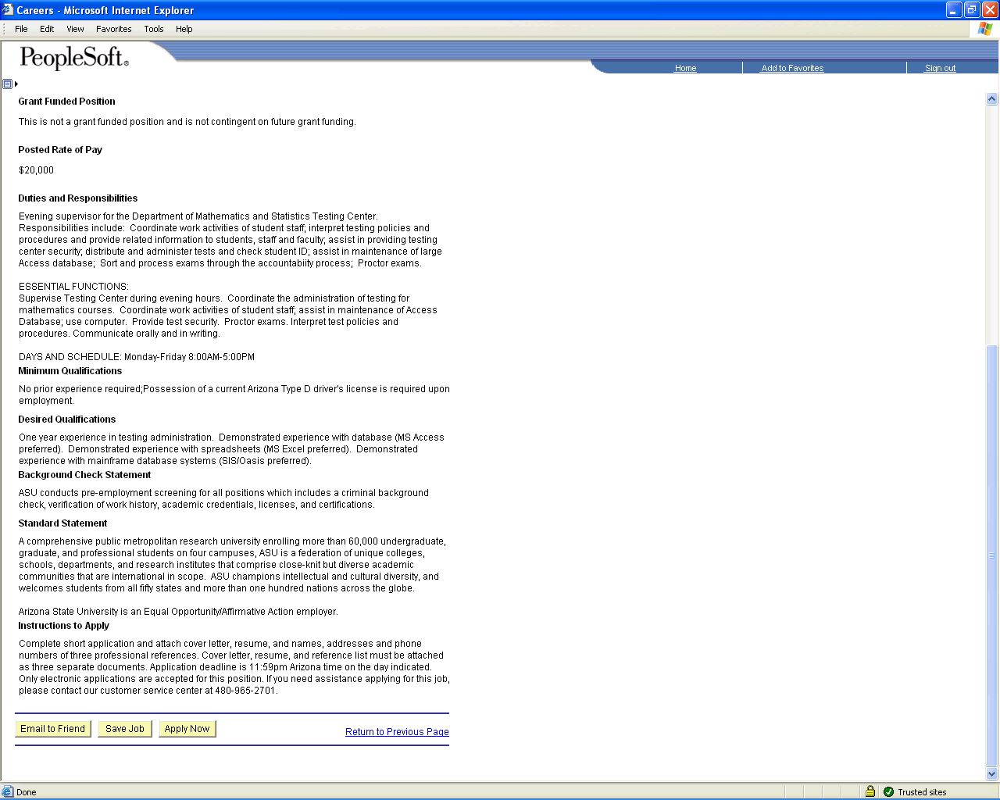 Careers - Microsoft Internet Explorer
File Edit View Favorites Tools Help
PeopleSoft®
Home Add to Favorites Sign out
Grant Funded Position
This is not a grant funded position and is not contingent on future grant funding.
Posted Rate of Pay
$20,000
Duties and Responsibilities
Evening supervisor for the Department of Mathematics and Statistics Testing Center.
Responsibilities include:  Coordinate work activities of student staff; interpret testing policies and
procedures and provide related information to students, staff and faculty; assist in providing testing
center security; distribute and administer tests and check student ID; assist in maintenance of large
Access database;  Sort and process exams through the accountabiity process;  Proctor exams.
ESSENTIAL FUNCTIONS:
Supervise Testing Center during evening hours.  Coordinate the administration of testing for
mathematics courses.  Coordinate work activities of student staff; assist in maintenance of Access
Database; use computer.  Provide test security.  Proctor exams. Interpret test policies and
procedures. Communicate orally and in writing.
DAYS AND SCHEDULE: Monday-Friday 8:00AM-5:00PM
Minimum Qualifications
No prior experience required;Possession of a current Arizona Type D driver's license is required upon
employment.
Desired Qualifications
One year experience in testing administration.  Demonstrated experience with database (MS Access
preferred).  Demonstrated experience with spreadsheets (MS Excel preferred).  Demonstrated
experience with mainframe database systems (SIS/Oasis preferred).
Background Check Statement
ASU conducts pre-employment screening for all positions which includes a criminal background
check, verification of work history, academic credentials, licenses, and certifications.
Standard Statement
A comprehensive public metropolitan research university enrolling more than 60,000 undergraduate,
graduate, and professional students on four campuses, ASU is a federation of unique colleges,
schools, departments, and research institutes that comprise close-knit but diverse academic
communities that are international in scope.  ASU champions intellectual and cultural diversity, and
welcomes students from all fifty states and more than one hundred nations across the globe.
Arizona State University is an Equal Opportunity/Affirmative Action employer.
Instructions to Apply
Complete short application and attach cover letter, resume, and names, addresses and phone
numbers of three professional references. Cover letter, resume, and reference list must be attached
as three separate documents. Application deadline is 11:59pm Arizona time on the day indicated.
Only electronic applications are accepted for this position. If you need assistance applying for this job,
please contact our customer service center at 480-965-2701.
Email to Friend Save Job Apply Now Return to Previous Page
Done Trusted sites